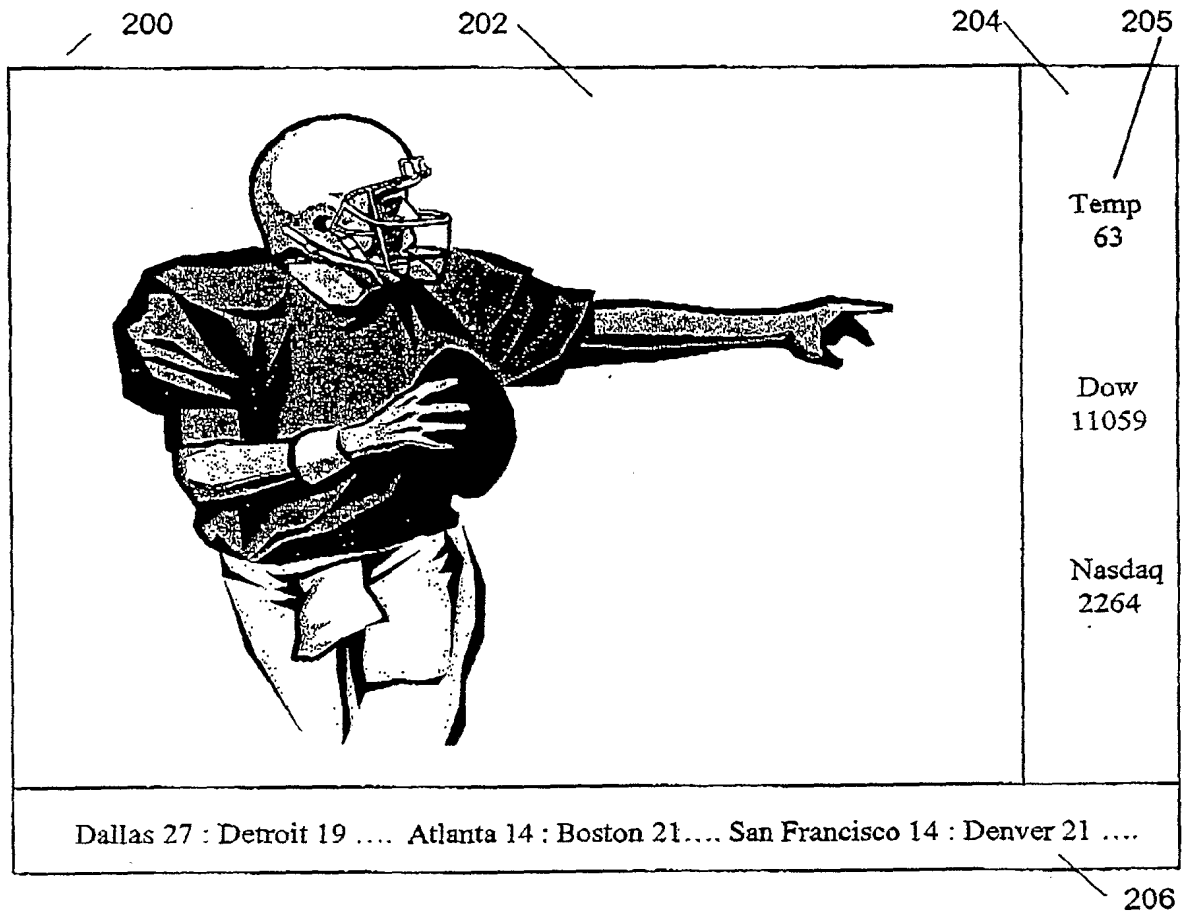 200 202 204 205
Temp
63
Dow
11059
Nasdaq
2264
Dallas 27 : Detroit 19 .... Atlanta 14 : Boston 21.... San Francisco 14 : Denver 21 ....
206